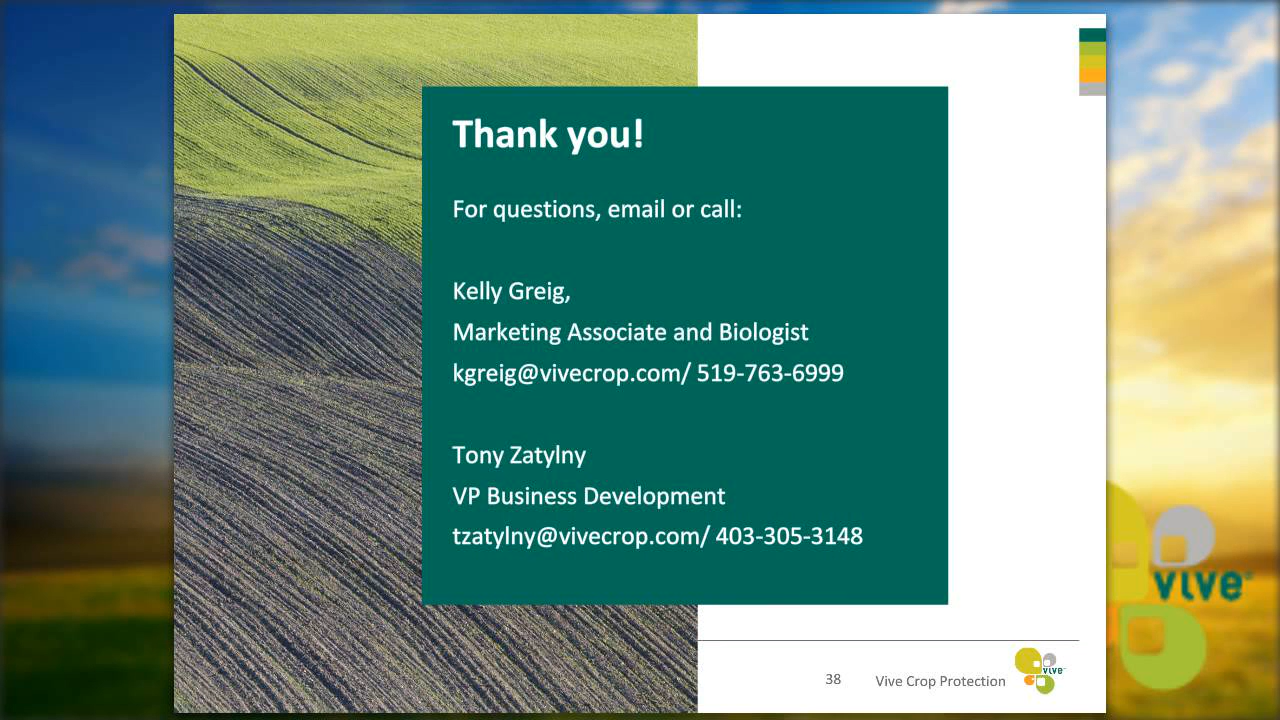 Thank you!
For questions, email or call:
Kelly Greig,
Marketing Associate and Biologist
kgreig@vivecrop.com/ 519-763-6999
Tony Zatylny
VP Business Development
tzatylny@vivecrop.com/ 403-305-3148
vive
38
Vive Crop Protection
vive